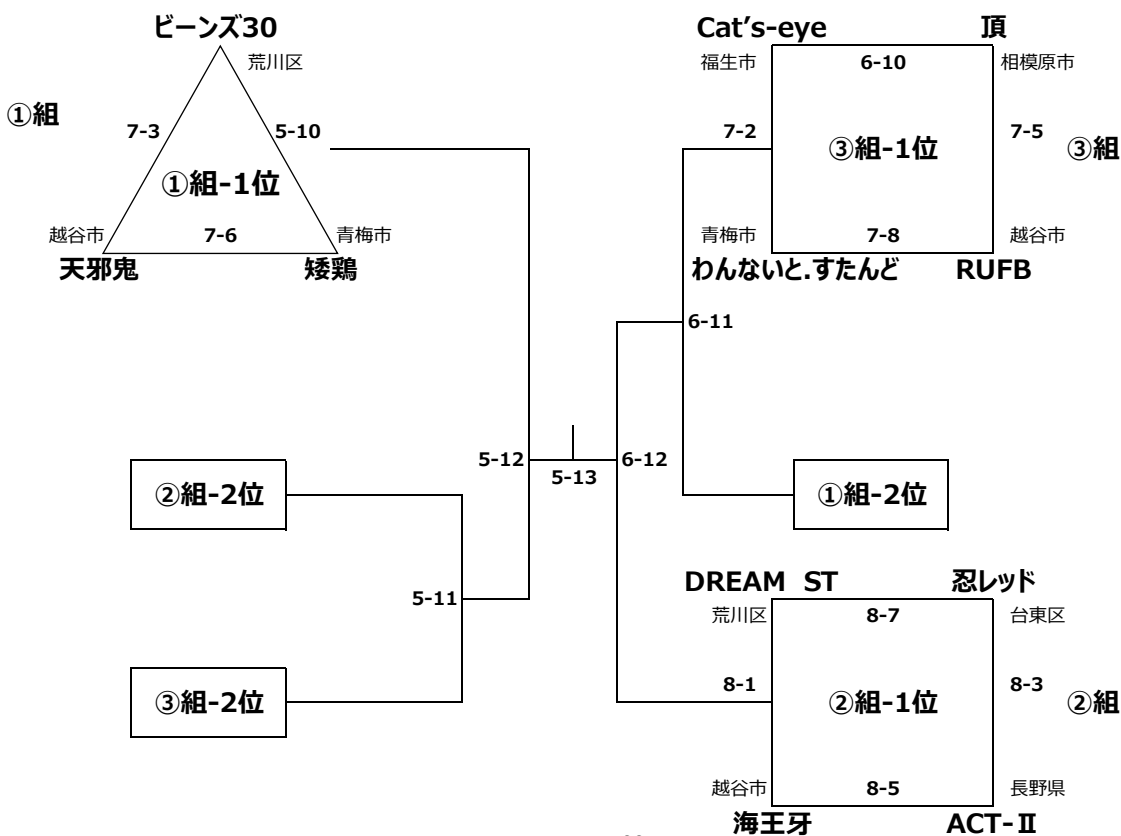 ビーンズ30
荒川区
①組
7-3
5-10
①組-1位
越谷市
7-6
青梅市
天邪鬼
矮鶏
Cat's-eye
頂
福生市
6-10
相模原市
7-2
③組-1位
7-5
③組
青梅市
7-8
越谷市
わんないと.すたんど
RUFB
6-11
5-12
5-13
6-12
②組-2位
①組-2位
5-11
③組-2位
DREAM ST
忍レッド
荒川区
8-7
台東区
8-1
②組-1位
8-3
②組
越谷市
8-5
長野県
海王牙
ACT-Ⅱ